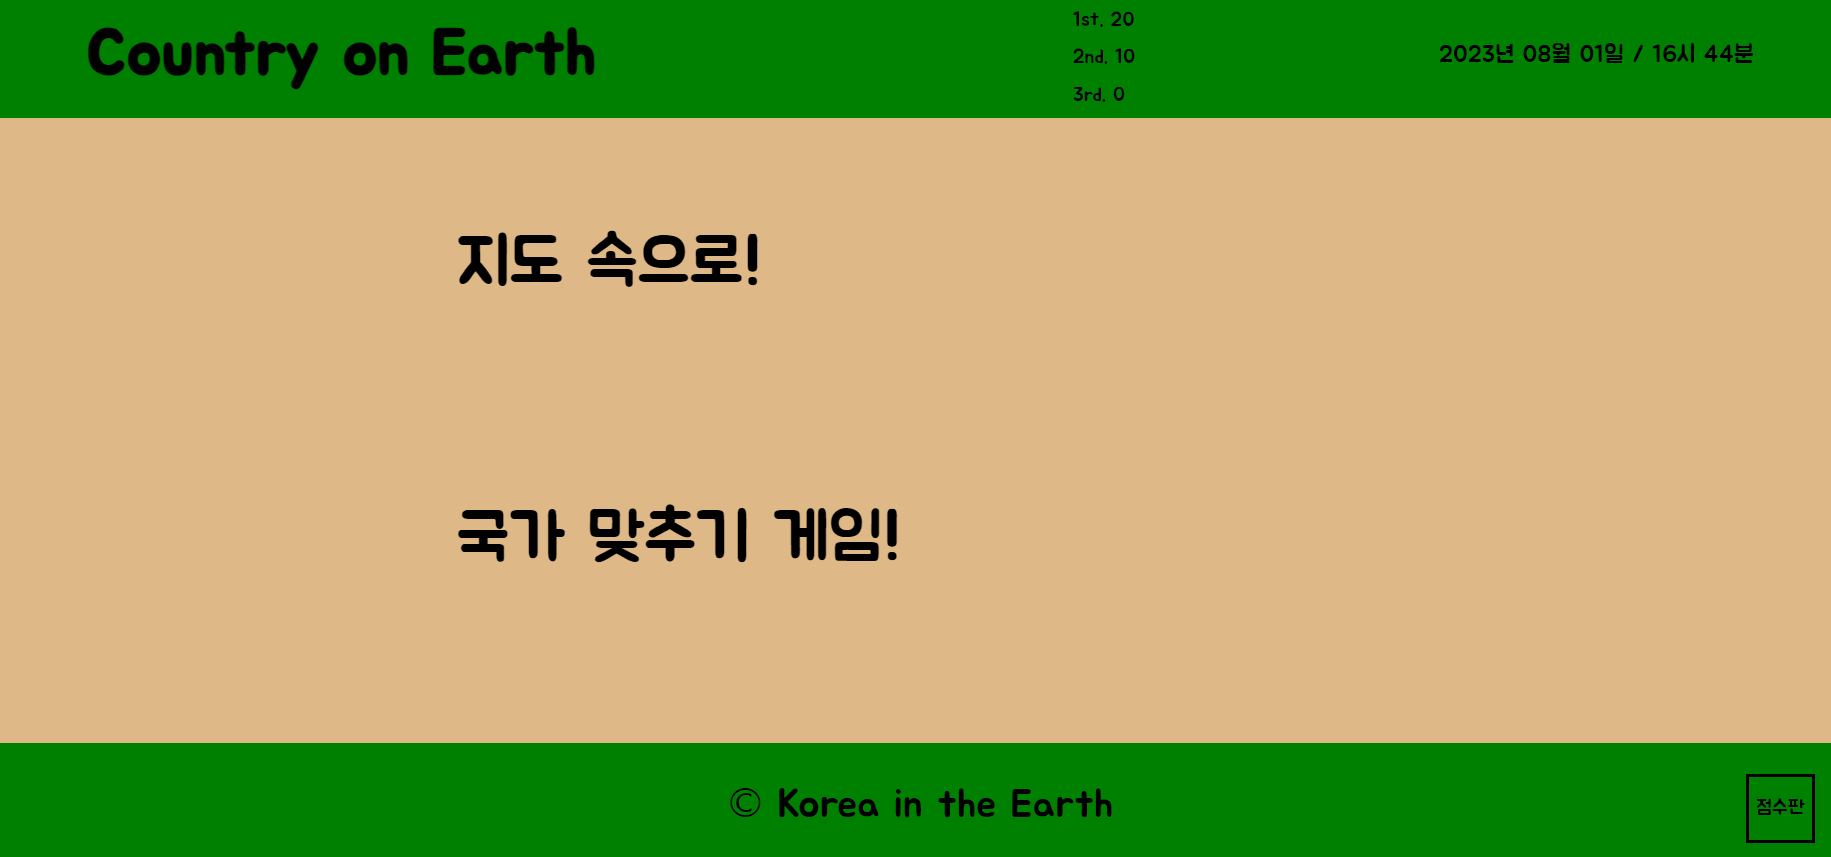 Country on Earth
1st. 20
2nd. 10
3rd. 0
2023년 08월 01일 / 16시 44분
지도 속으로!
국가 맞추기 게임!
© Korea in the Earth
점수판